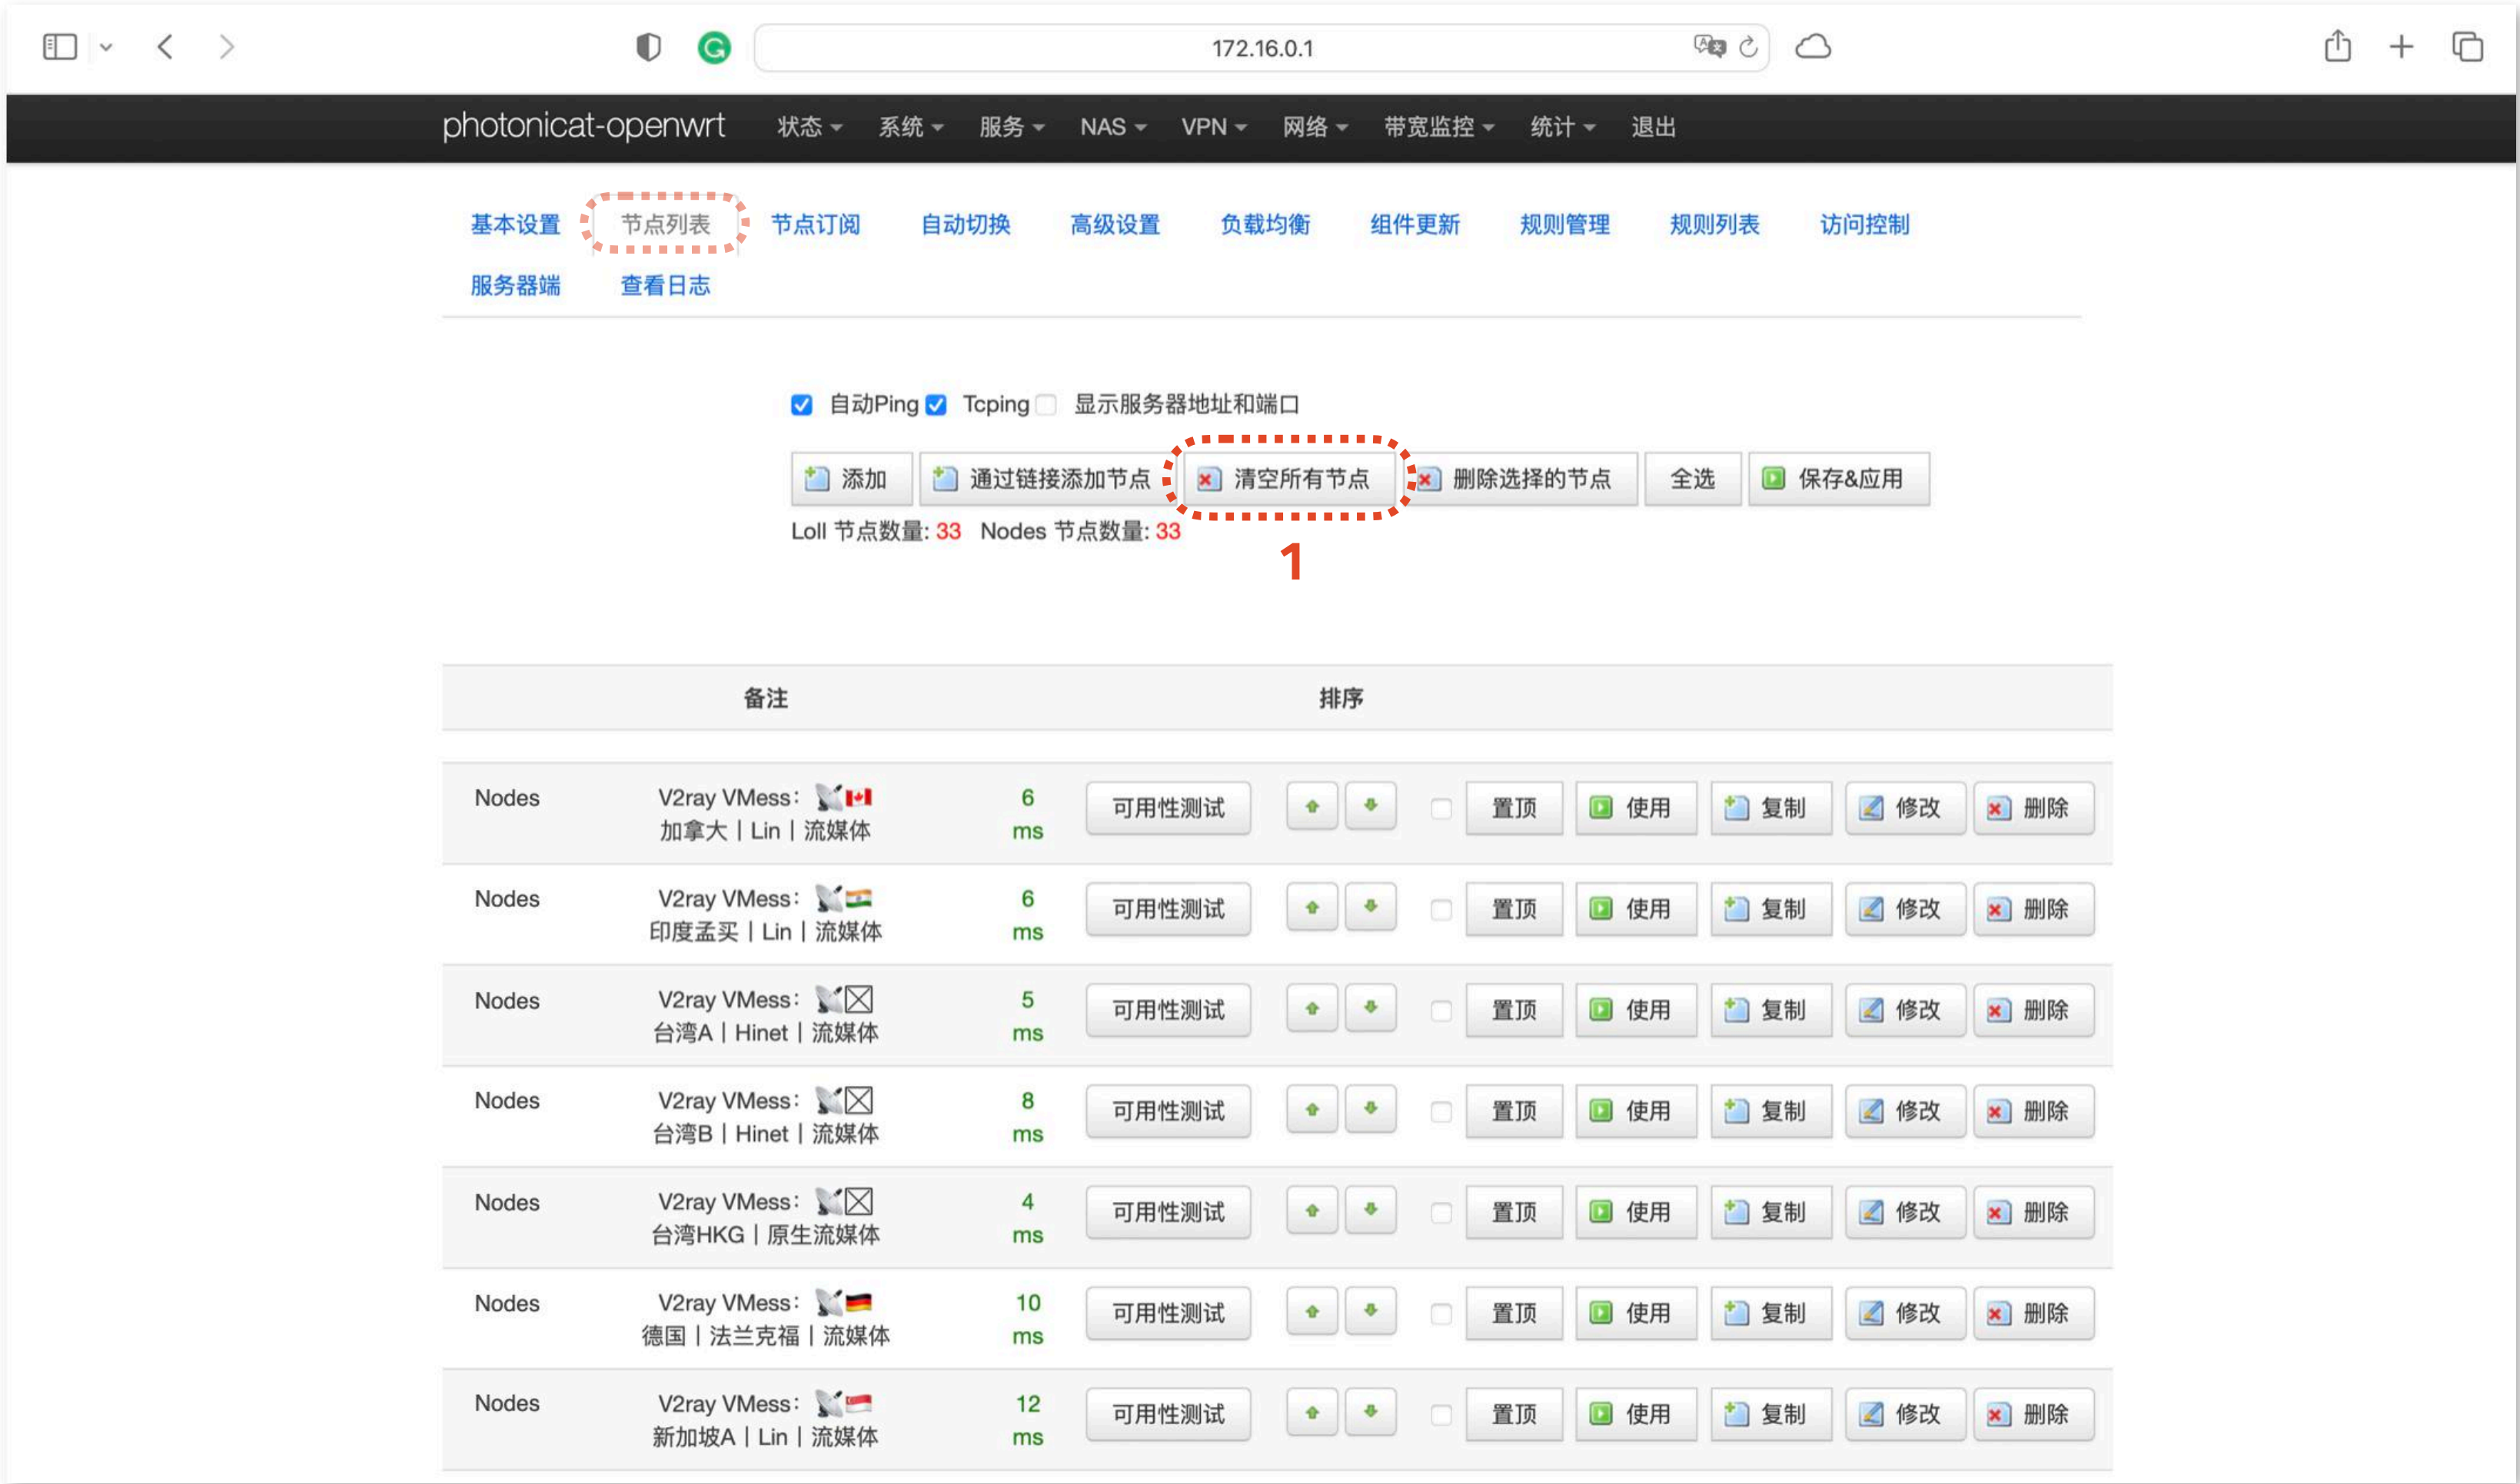 172.16.0.1
photonicat-openwrt 状态 系统 服务 NAS VPN 网络 带宽监控 统计 退出
基本设置 节点列表 节点订阅 自动切换 高级设置 负载均衡 组件更新 规则管理 规则列表 访问控制
服务器端 查看日志
自动Ping Tcping 显示服务器地址和端口
添加 通过链接添加节点 清空所有节点 删除选择的节点 全选 保存&应用
Loll 节点数量: 33 Nodes 节点数量: 33
1
备注 排序
Nodes V2ray VMess: 6 可用性测试 置顶 使用 复制 修改 删除
加拿大 | Lin | 流媒体 ms
Nodes V2ray VMess: 6 可用性测试 置顶 使用 复制 修改 删除
印度孟买 | Lin | 流媒体 ms
Nodes V2ray VMess: 5 可用性测试 置顶 使用 复制 修改 删除
台湾A | Hinet | 流媒体 ms
Nodes V2ray VMess: 8 可用性测试 置顶 使用 复制 修改 删除
台湾B | Hinet | 流媒体 ms
Nodes V2ray VMess: 4 可用性测试 置顶 使用 复制 修改 删除
台湾HKG | 原生流媒体 ms
Nodes V2ray VMess: 10 可用性测试 置顶 使用 复制 修改 删除
德国 | 法兰克福 | 流媒体 ms
Nodes V2ray VMess: 12 可用性测试 置顶 使用 复制 修改 删除
新加坡A | Lin | 流媒体 ms